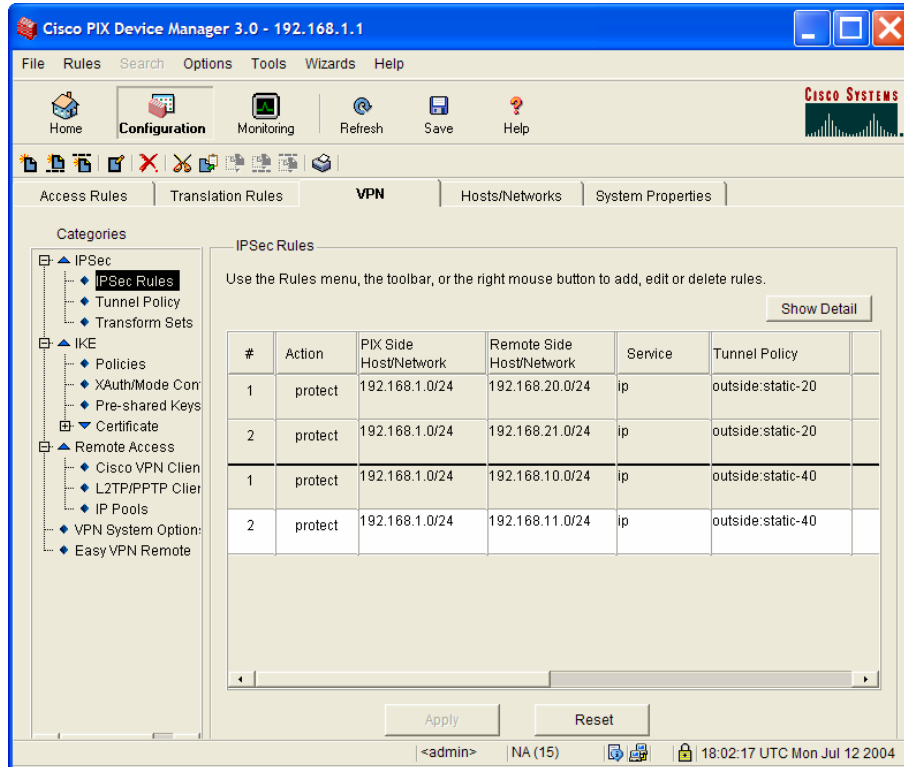 Cisco PIX Device Manager 3.0 - 192.168.1.1
File Rules Search Options Tools Wizards Help
Home Configuration Monitoring Refresh Save Help
CISCO SYSTEMS
Access Rules Translation Rules VPN Hosts/Networks System Properties
Categories
IPSec
IPSec Rules
Tunnel Policy
Transform Sets
IKE
Policies
XAuth/Mode Con
Pre-shared Keys
Certificate
Remote Access
Cisco VPN Clien
L2TP/PPTP Clier
IP Pools
VPN System Option
Easy VPN Remote
IPSec Rules
Use the Rules menu, the toolbar, or the right mouse button to add, edit or delete rules.
Show Detail
# Action PIX Side Host/Network Remote Side Host/Network Service Tunnel Policy
1 protect 192.168.1.0/24 192.168.20.0/24 ip outside:static-20
2 protect 192.168.1.0/24 192.168.21.0/24 ip outside:static-20
1 protect 192.168.1.0/24 192.168.10.0/24 ip outside:static-40
2 protect 192.168.1.0/24 192.168.11.0/24 ip outside:static-40
Apply Reset
<admin> NA (15) 18:02:17 UTC Mon Jul 12 2004